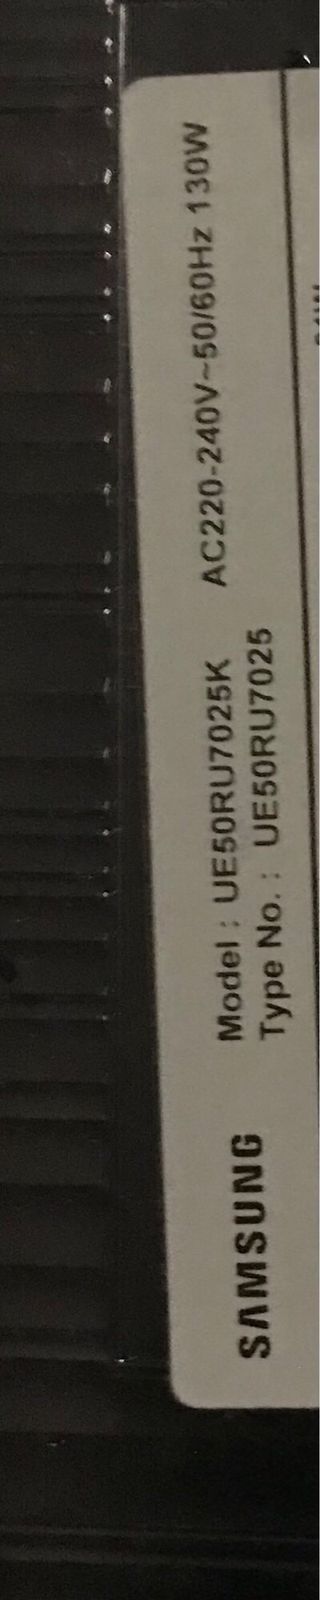 SAMSUNG
Model : UE50RU7025K AC220-240V~50/60Hz 130W
Type No. : UE50RU7025